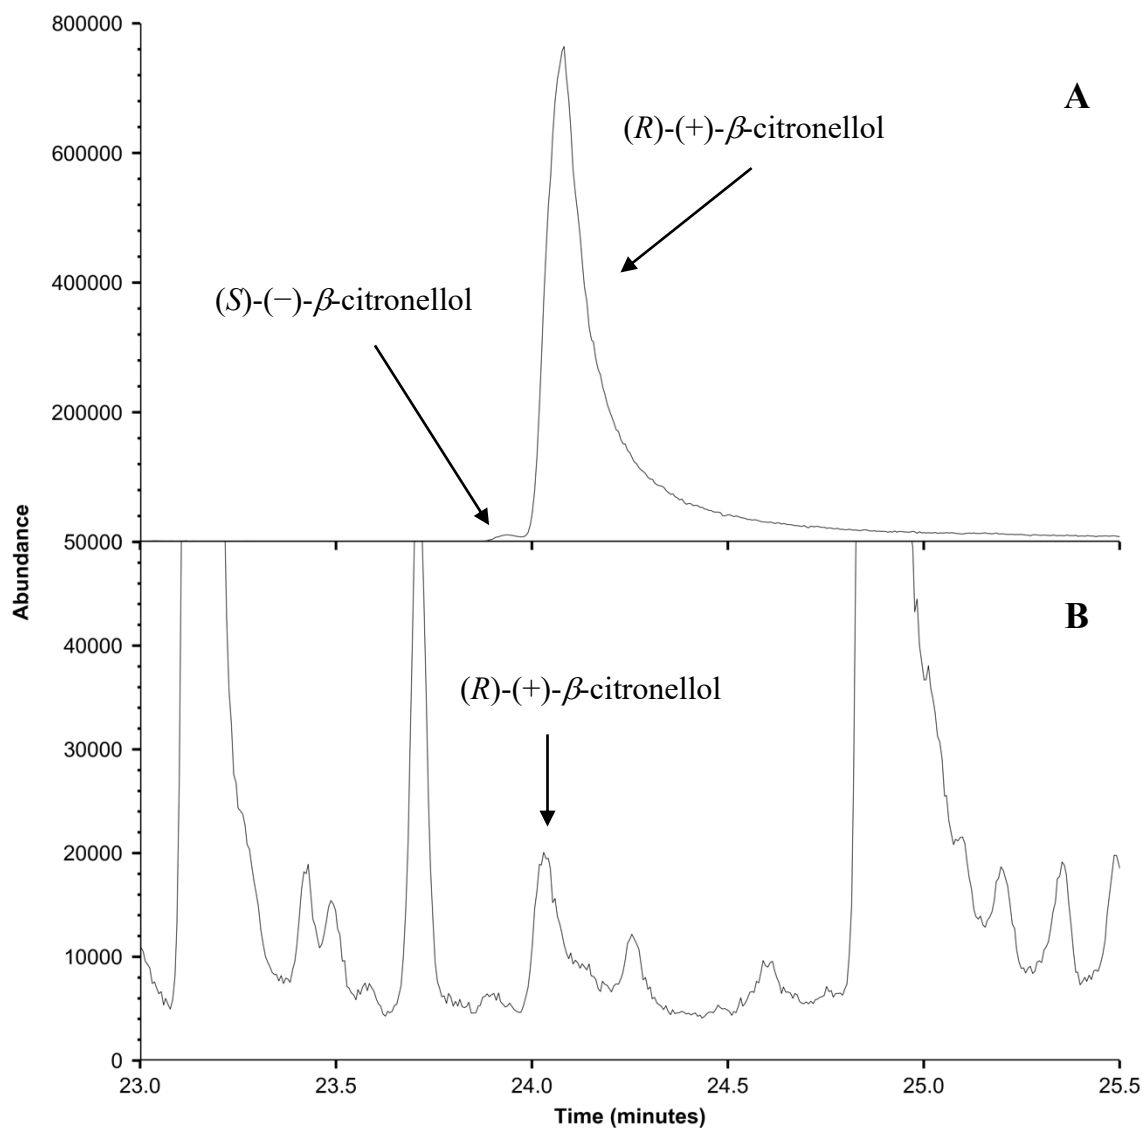 800000
A
(R)-(+)-β-citronellol
600000
400000
(S)-(−)-β-citronellol
200000
Abundance
50000
B
40000
(R)-(+)-β-citronellol
30000
20000
10000
0
23.0 23.5 24.0 24.5 25.0 25.5
Time (minutes)